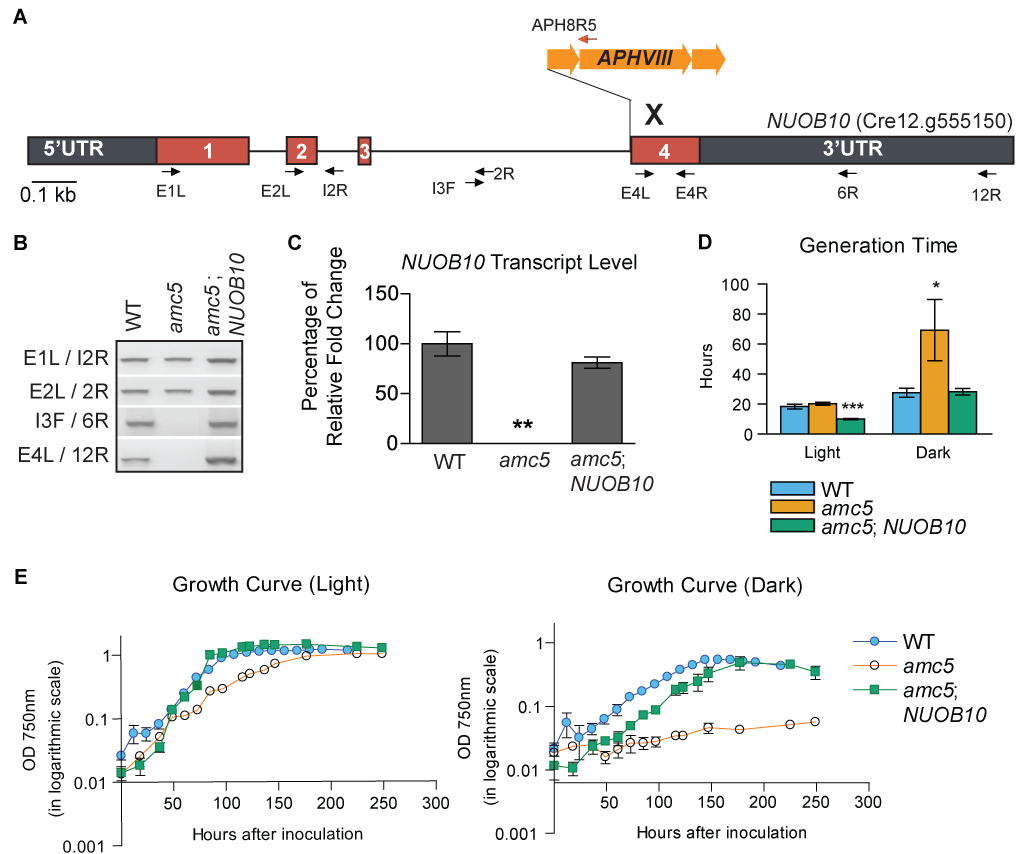 A
APH8R5
APHVIII
X
NUOB10 (Cre12.g555150)
5'UTR 1 2 3 4 3'UTR
E1L E2L I2R I3F 2R E4L E4R 6R 12R
0.1 kb
B
WT amc5 amc5; NUOB10
E1L / I2R
E2L / 2R
I3F / 6R
E4L / 12R
C
NUOB10 Transcript Level
Percentage of
Relative Fold Change
150
100
50
0
**
WT amc5 amc5;
NUOB10
D
Generation Time
Hours
100
80
60
40
20
0
*
***
Light Dark
WT
amc5
amc5; NUOB10
E
Growth Curve (Light)
OD 750nm
(in logarithmic scale)
1
0.1
0.01
0.001
50 100 150 200 250 300
Hours after inoculation
Growth Curve (Dark)
OD 750nm
(in logarithmic scale)
1
0.1
0.01
0.001
50 100 150 200 250 300
Hours after inoculation
WT
amc5
amc5;
NUOB10